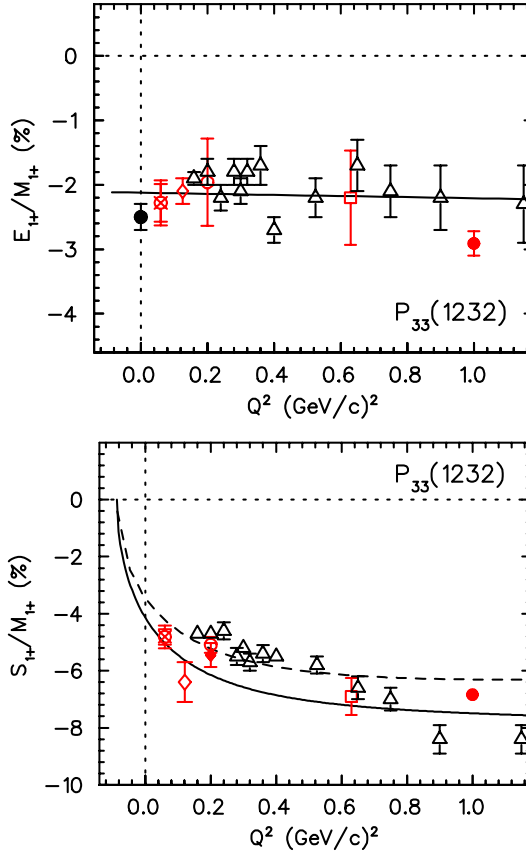 E₁₊/M₁₊ (%)
0
−1
−2
−3
−4
P₃₃(1232)
0.0 0.2 0.4 0.6 0.8 1.0
Q² (GeV/c)²
S₁₊/M₁₊ (%)
P₃₃(1232)
0
−2
−4
−6
−8
−10
0.0 0.2 0.4 0.6 0.8 1.0
Q² (GeV/c)²